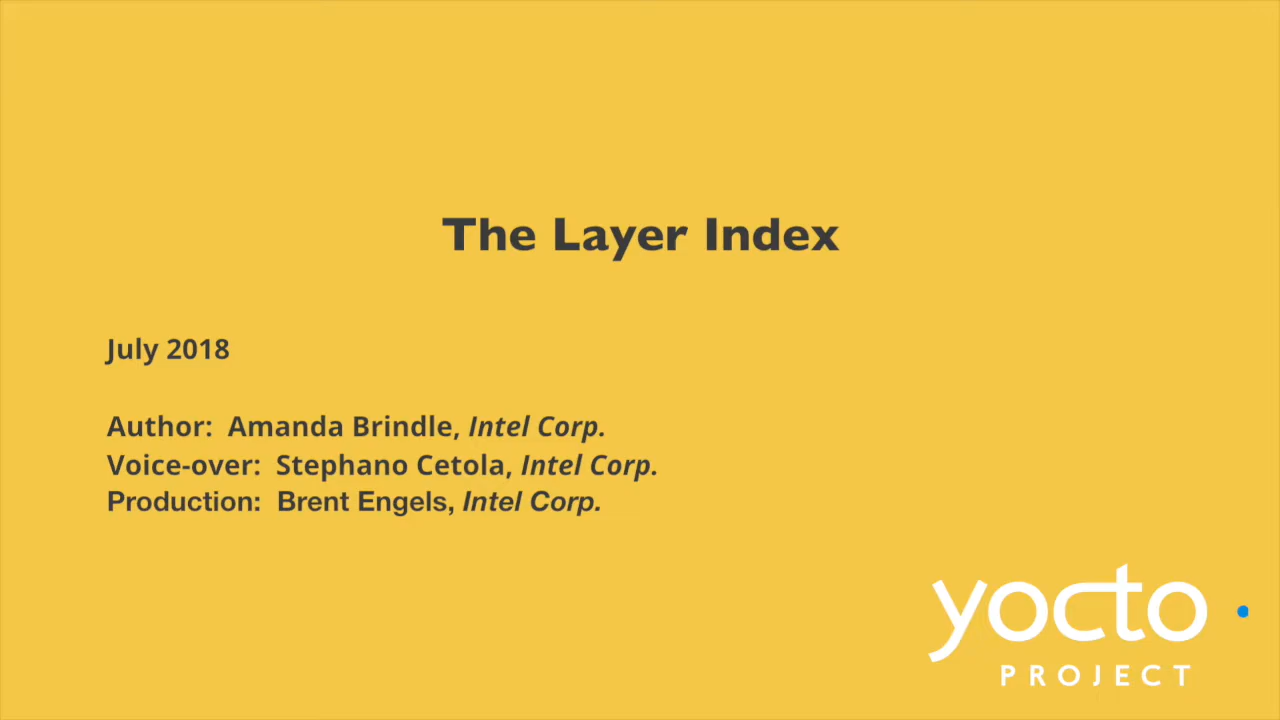 The Layer Index
July 2018
Author: Amanda Brindle, Intel Corp.
Voice-over: Stephano Cetola, Intel Corp.
Production: Brent Engels, Intel Corp.
yocto
PROJECT